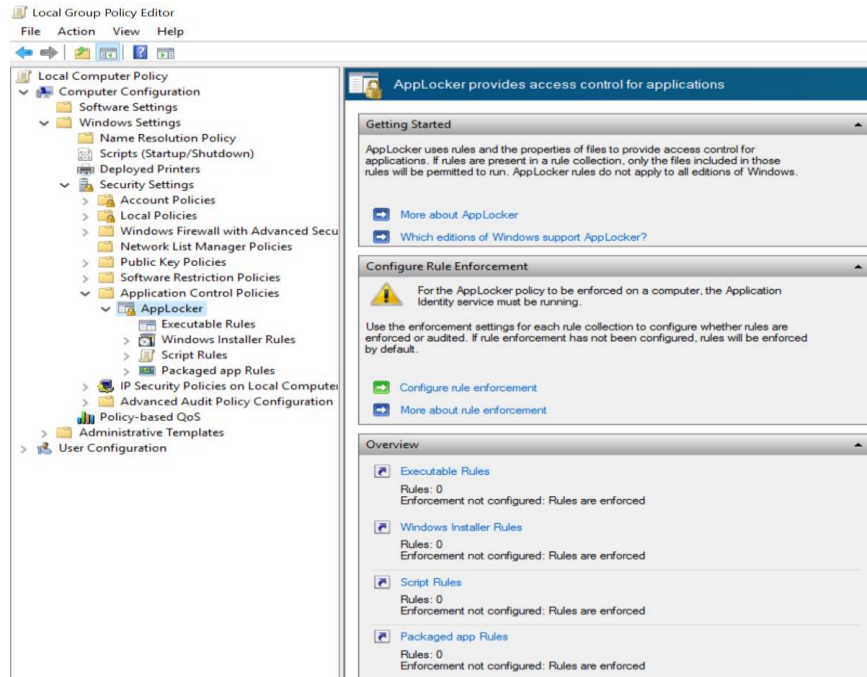 Local Group Policy Editor
File Action View Help
Local Computer Policy
Computer Configuration
Software Settings
Windows Settings
Name Resolution Policy
Scripts (Startup/Shutdown)
Deployed Printers
Security Settings
Account Policies
Local Policies
Windows Firewall with Advanced Secu
Network List Manager Policies
Public Key Policies
Software Restriction Policies
Application Control Policies
AppLocker
Executable Rules
Windows Installer Rules
Script Rules
Packaged app Rules
IP Security Policies on Local Compute
Advanced Audit Policy Configuration
Policy-based QoS
Administrative Templates
User Configuration
AppLocker provides access control for applications
Getting Started
AppLocker uses rules and the properties of files to provide access control for
applications. If rules are present in a rule collection, only the files included in those
rules will be permitted to run. AppLocker rules do not apply to all editions of Windows.
More about AppLocker
Which editions of Windows support AppLocker?
Configure Rule Enforcement
For the AppLocker policy to be enforced on a computer, the Application
Identity service must be running.
Use the enforcement settings for each rule collection to configure whether rules are
enforced or audited. If rule enforcement has not been configured, rules will be enforced
by default.
Configure rule enforcement
More about rule enforcement
Overview
Executable Rules
Rules: 0
Enforcement not configured: Rules are enforced
Windows Installer Rules
Rules: 0
Enforcement not configured: Rules are enforced
Script Rules
Rules: 0
Enforcement not configured: Rules are enforced
Packaged app Rules
Rules: 0
Enforcement not configured: Rules are enforced